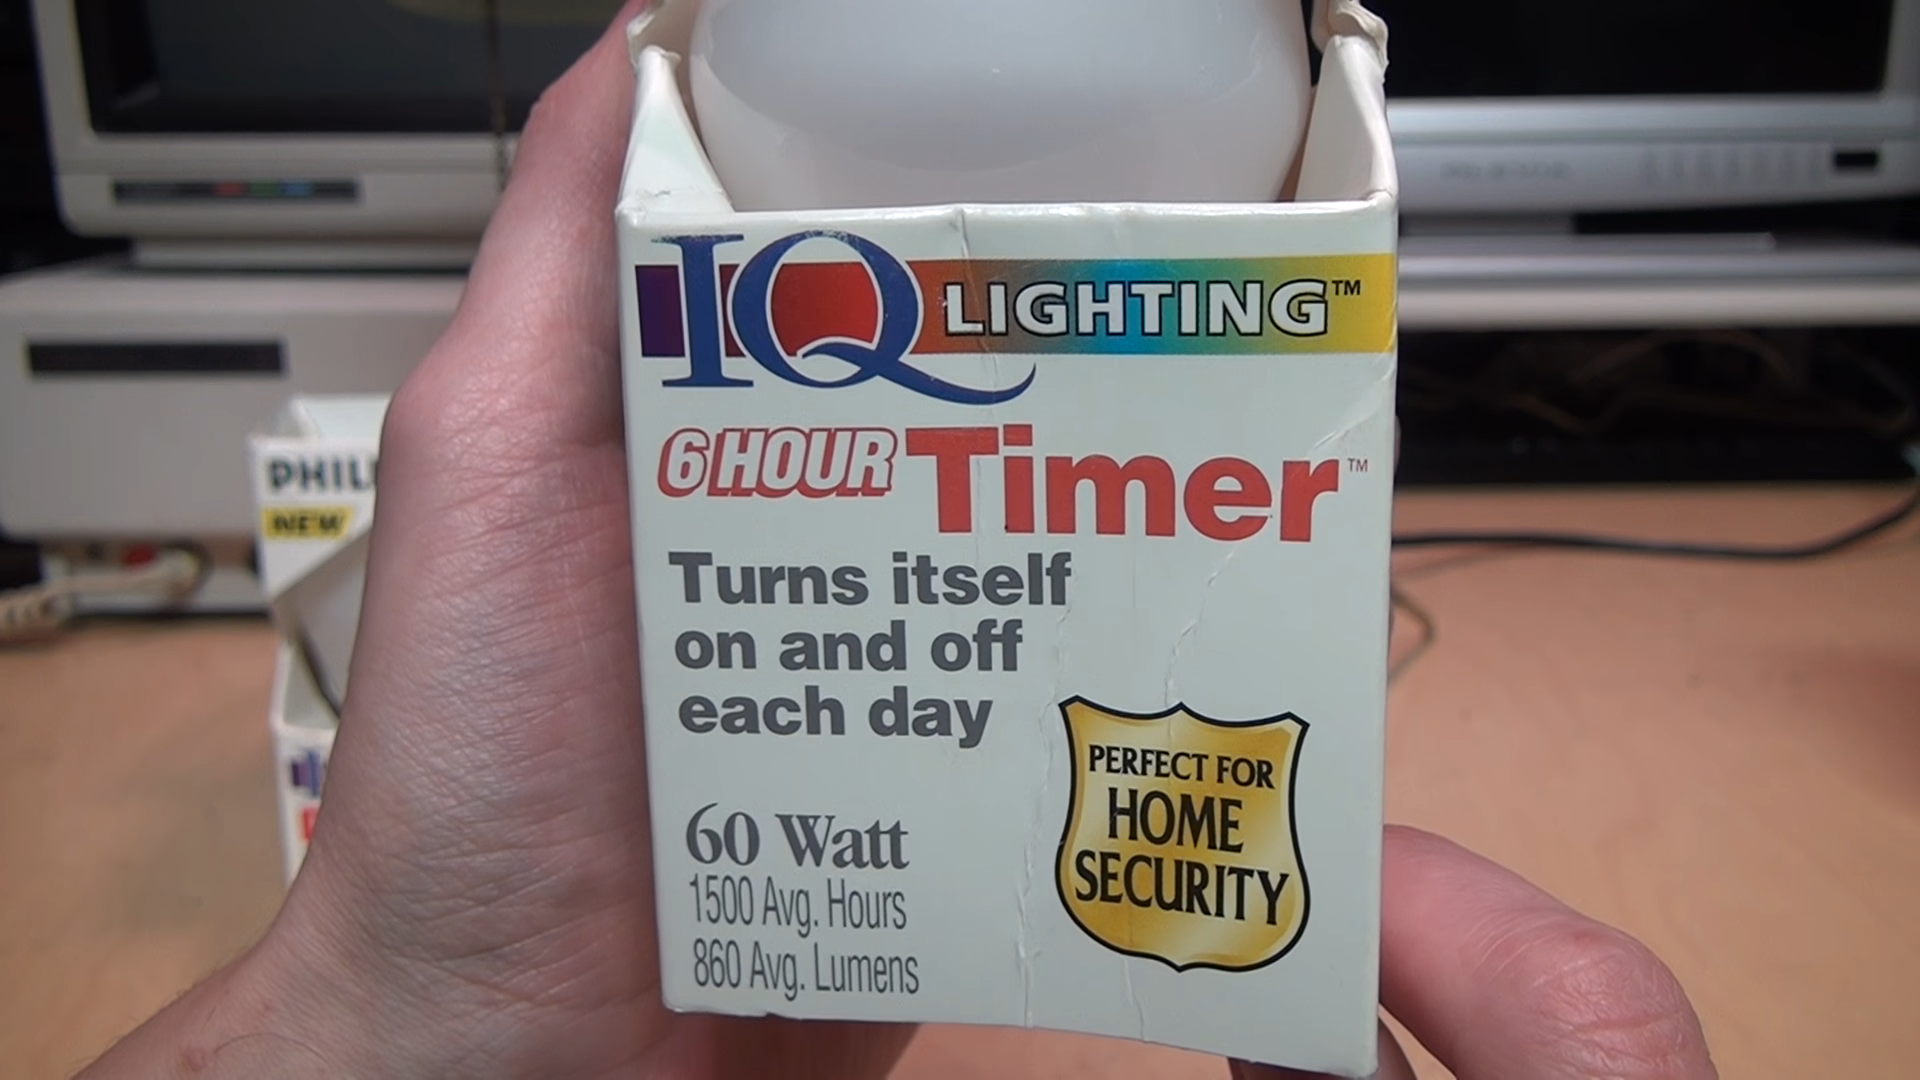 IQ LIGHTING™
6 HOUR Timer™
Turns itself
on and off
each day
60 Watt
1500 Avg. Hours
860 Avg. Lumens
PERFECT FOR
HOME
SECURITY
PHIL
NEW